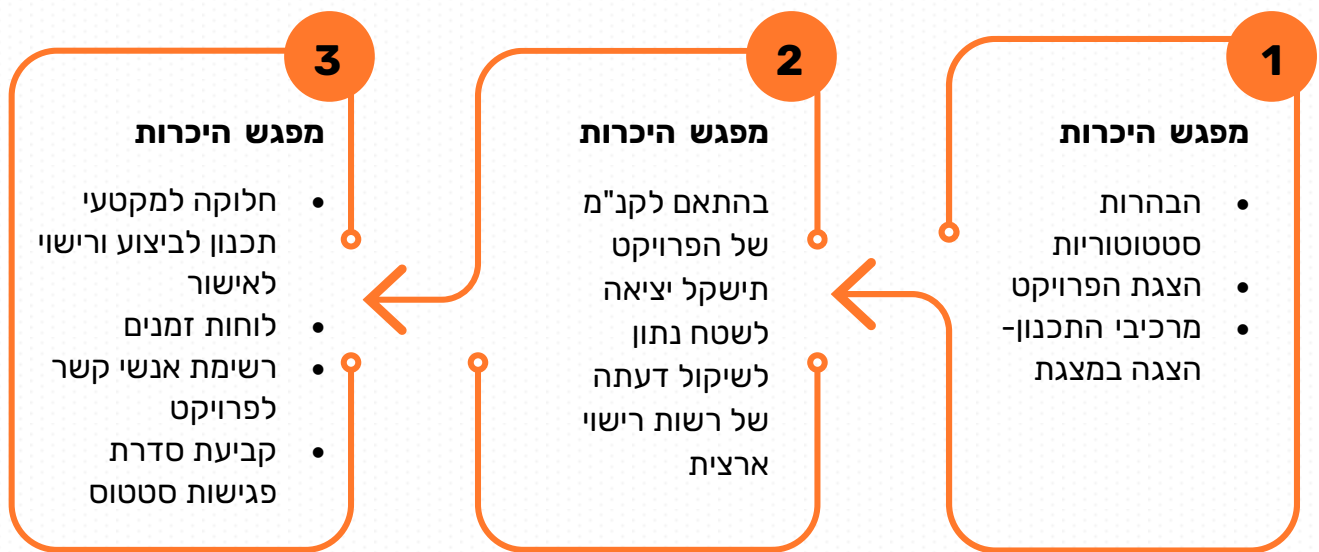 1
מפגש היכרות
• הבהרות
סטטוטוריות
• הצגת הפרויקט
• מרכיבי התכנון-
הצגה במצגת
2
מפגש היכרות
בהתאם לקנ"מ
של הפרויקט
תישקל יציאה
לשטח נתון
לשיקול דעתה
של רשות רישוי
ארצית
3
מפגש היכרות
• חלוקה למקטעי
תכנון לביצוע ורישוי
לאישור
• לוחות זמנים
• רשימת אנשי קשר
לפרויקט
• קביעת סדרת
פגישות סטטוס